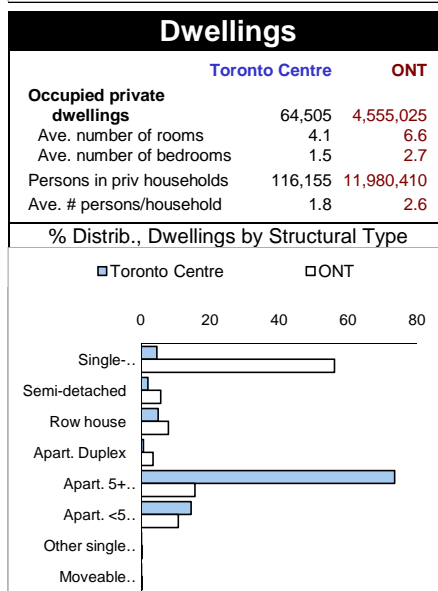 Dwellings
Toronto Centre ONT
Occupied private
dwellings 64,505 4,555,025
Ave. number of rooms 4.1 6.6
Ave. number of bedrooms 1.5 2.7
Persons in priv households 116,155 11,980,410
Ave. # persons/household 1.8 2.6
% Distrib., Dwellings by Structural Type
Toronto Centre ONT
0 20 40 60 80
Single-..
Semi-detached
Row house
Apart. Duplex
Apart. 5+..
Apart. <5..
Other single..
Moveable..